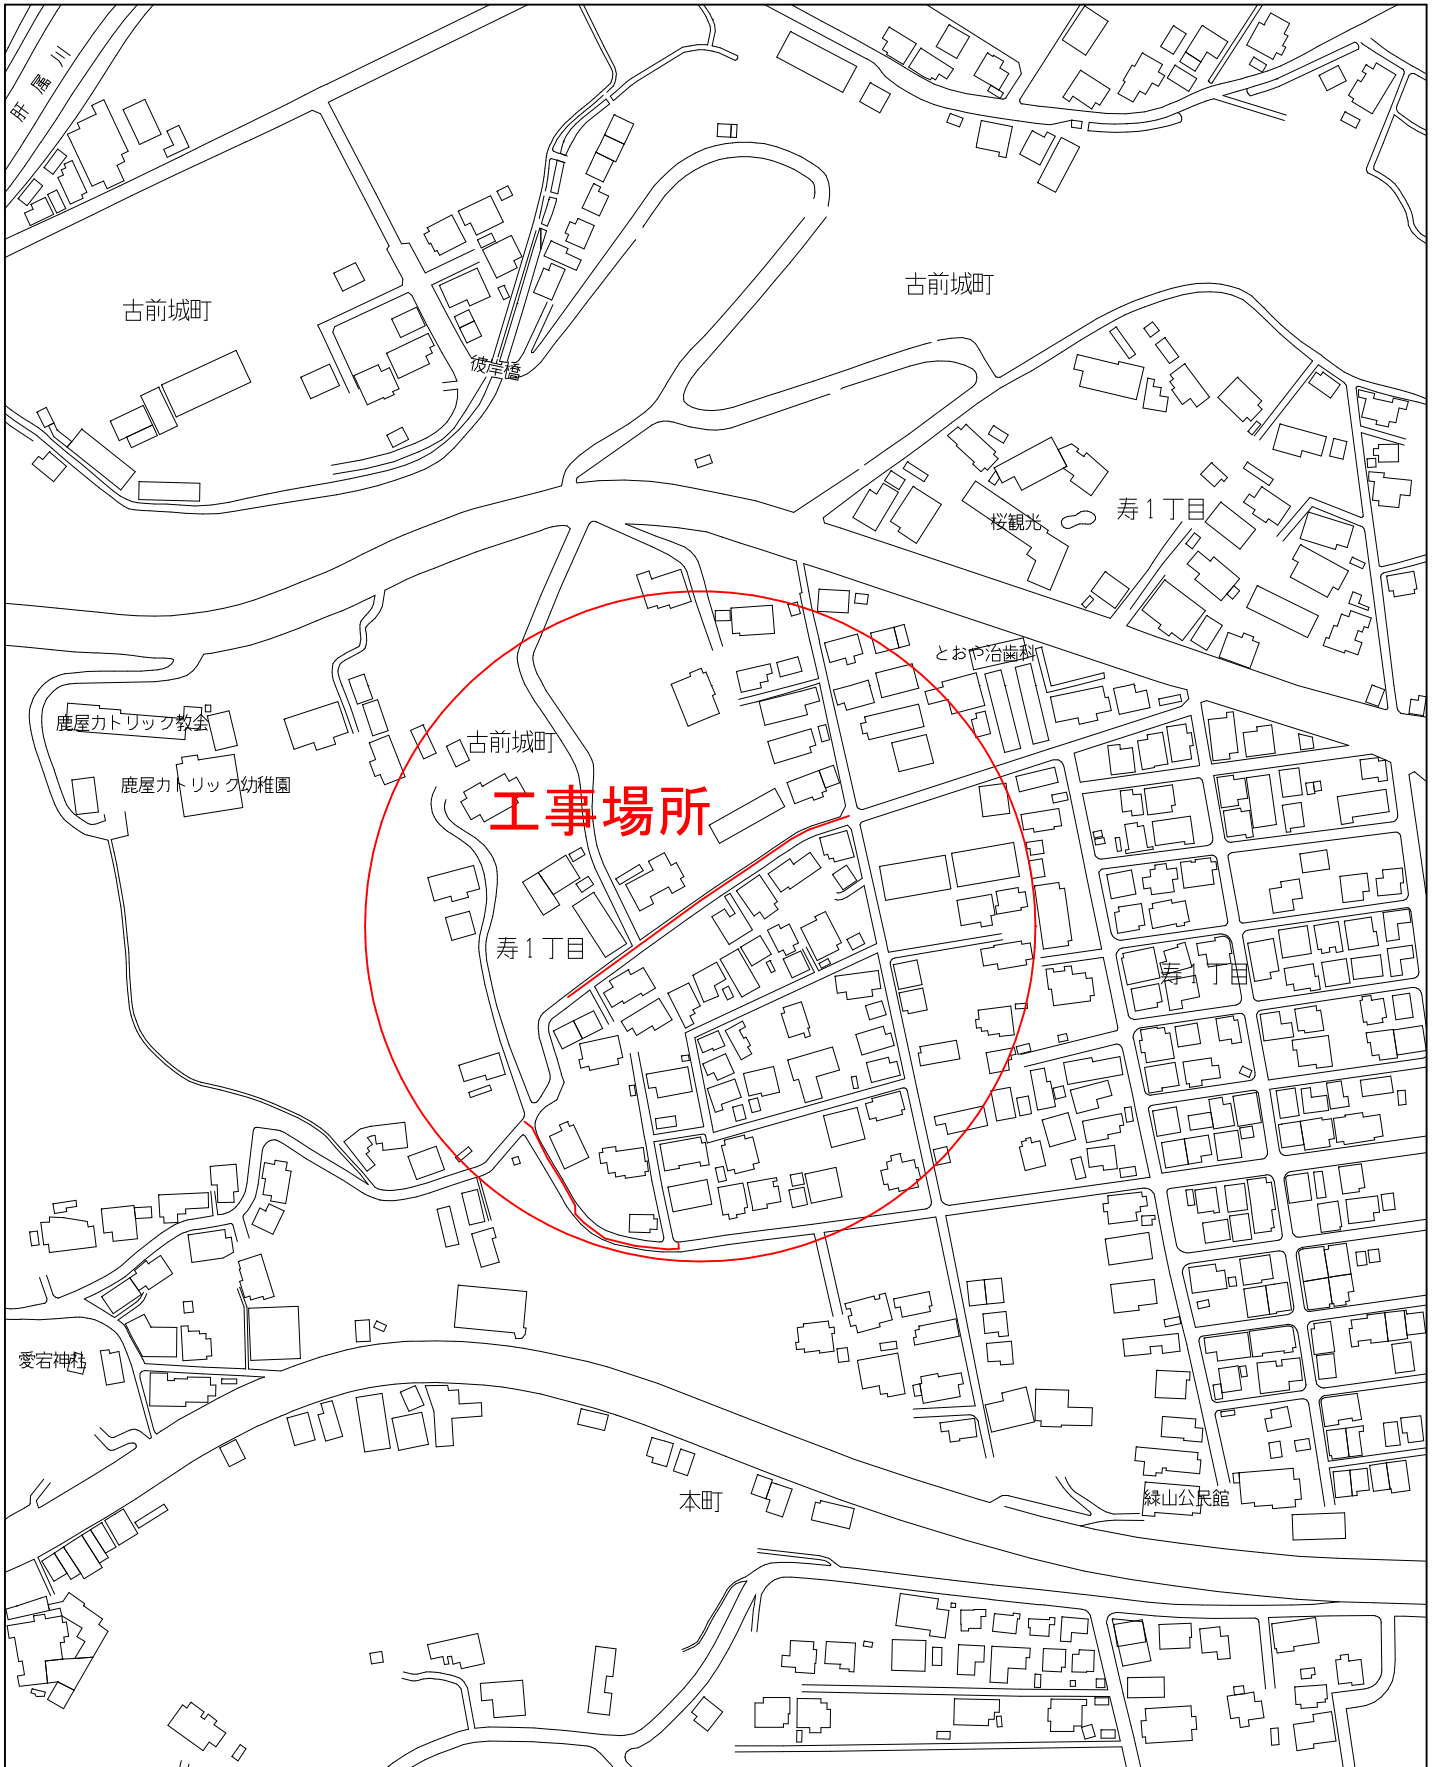 肝属川
古前城町
古前城町
彼岸橋
寿1丁目
桜観光
とおや治歯科
鹿屋カトリック教会
古前城町
鹿屋カトリック幼稚園
工事場所
寿1丁目
寿1丁目
愛宕神社
緑山公民館
本町